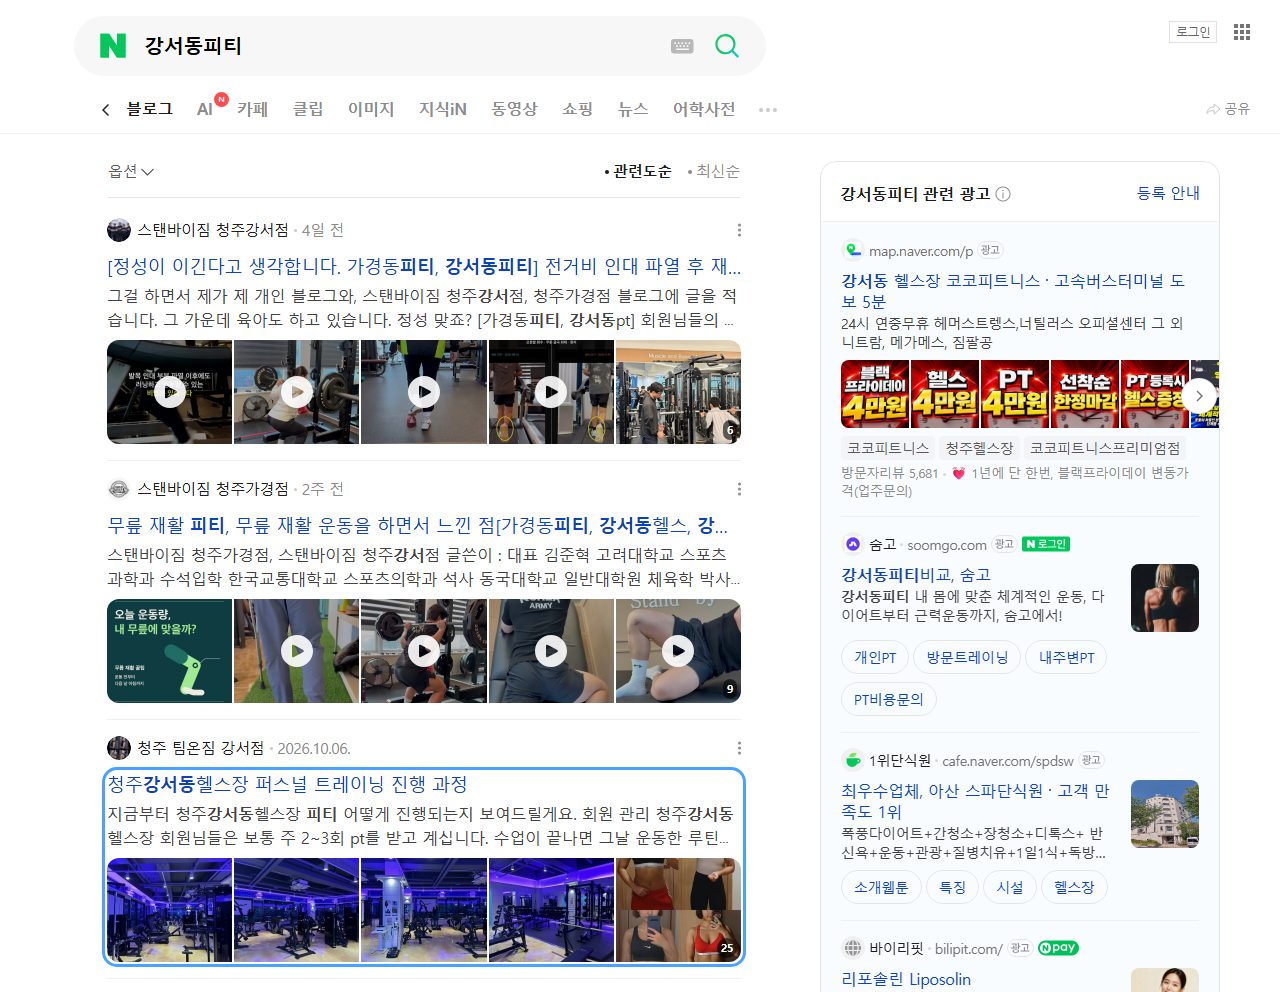 강서동피티
로그인
블로그 AI N 카페 클립 이미지 지식iN 동영상 쇼핑 뉴스 어학사전
공유
옵션
관련도순 최신순
스탠바이짐 청주강서점 · 4일 전
[정성이 이긴다고 생각합니다. 가경동피티, 강서동피티] 전거비 인대 파열 후 재...
그걸 하면서 제가 제 개인 블로그와, 스탠바이짐 청주강서점, 청주가경점 블로그에 글을 적
습니다. 그 가운데 육아도 하고 있습니다. 정성 맞죠? [가경동피티, 강서동pt] 회원님들의 ...
6
스탠바이짐 청주가경점 · 2주 전
무릎 재활 피티, 무릎 재활 운동을 하면서 느낀 점[가경동피티, 강서동헬스, 강...
스탠바이짐 청주가경점, 스탠바이짐 청주강서점 글쓴이 : 대표 김준혁 고려대학교 스포츠
과학과 수석입학 한국교통대학교 스포츠의학과 석사 동국대학교 일반대학원 체육학 박사...
오늘 운동량,
내 무릎에 맞을까?
무릎 재활 꿀팁
운동 전부터
다음 날 아침까지
ARMY
Stand by
9
청주 팀온짐 강서점 · 2026.10.06.
청주강서동헬스장 퍼스널 트레이닝 진행 과정
지금부터 청주강서동헬스장 피티 어떻게 진행되는지 보여드릴게요. 회원 관리 청주강서동
헬스장 회원님들은 보통 주 2~3회 pt를 받고 계십니다. 수업이 끝나면 그날 운동한 루틴...
25
강서동피티 관련 광고
등록 안내
map.naver.com/p 광고
강서동 헬스장 코코피트니스 · 고속버스터미널 도
보 5분
24시 연중무휴 헤머스트렝스,너틸러스 오피셜센터 그 외
니트람, 메가메스, 짐팔공
블랙
프라이데이
4만원
헬스
4만원
PT
4만원
선착순
한정마감
PT 등록시
헬스증정
코코피트니스 청주헬스장 코코피트니스프리미엄점
방문자리뷰 5,681 · 💓 1년에 단 한번, 블랙프라이데이 변동가
격(업주문의)
숨고 · soomgo.com 광고 N 로그인
강서동피티비교, 숨고
강서동피티 내 몸에 맞춘 체계적인 운동, 다
이어트부터 근력운동까지, 숨고에서!
개인PT 방문트레이닝 내주변PT
PT비용문의
1위단식원 · cafe.naver.com/spdsw 광고
최우수업체, 아산 스파단식원 · 고객 만
족도 1위
폭풍다이어트+간청소+장청소+디톡스+ 반
신욕+운동+관광+질병치유+1일1식+독방...
소개웹툰 특징 시설 헬스장
바이리핏 · bilipit.com/ 광고 N pay
리포솔린 Liposolin